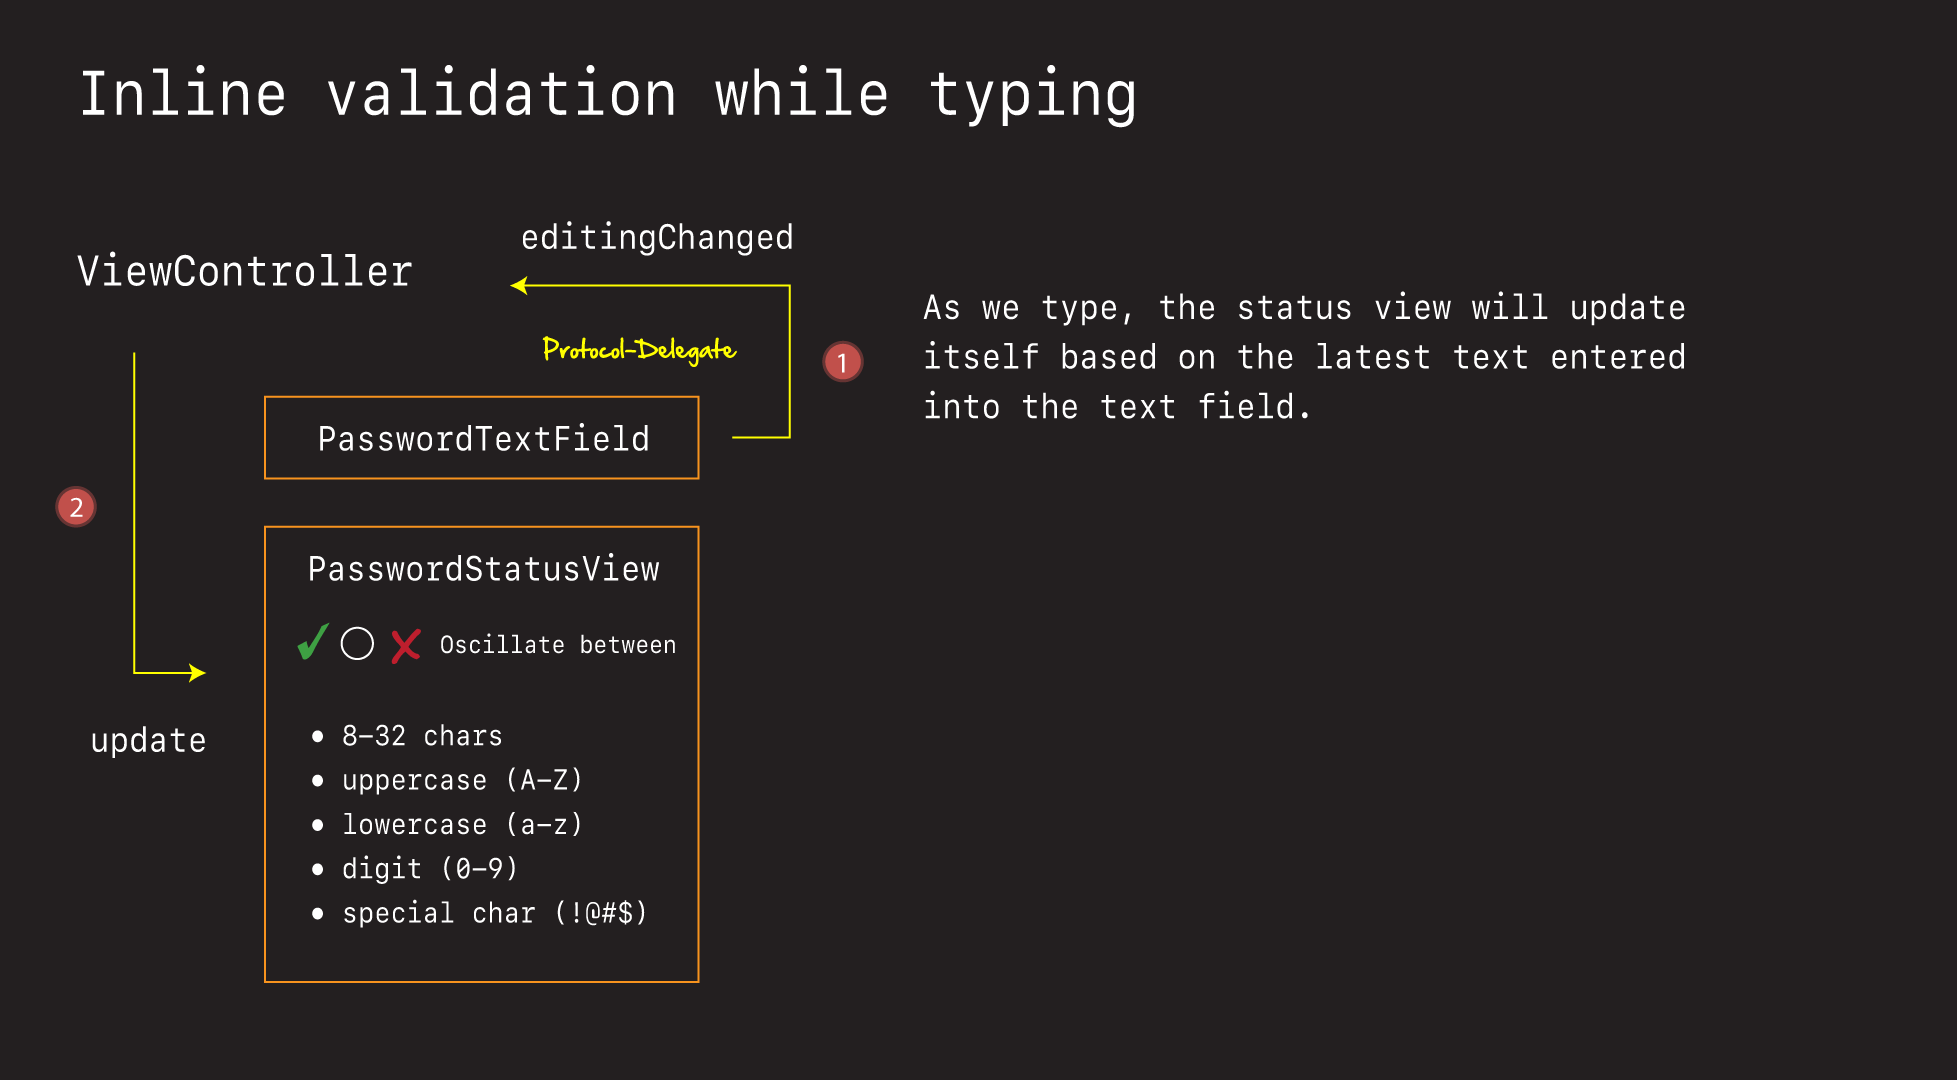 Inline validation while typing
editingChanged
ViewController
Protocol-Delegate
1
PasswordTextField
2
PasswordStatusView
Oscillate between
• 8–32 chars
• uppercase (A–Z)
• lowercase (a–z)
• digit (0–9)
• special char (!@#$)
update
As we type, the status view will update
itself based on the latest text entered
into the text field.